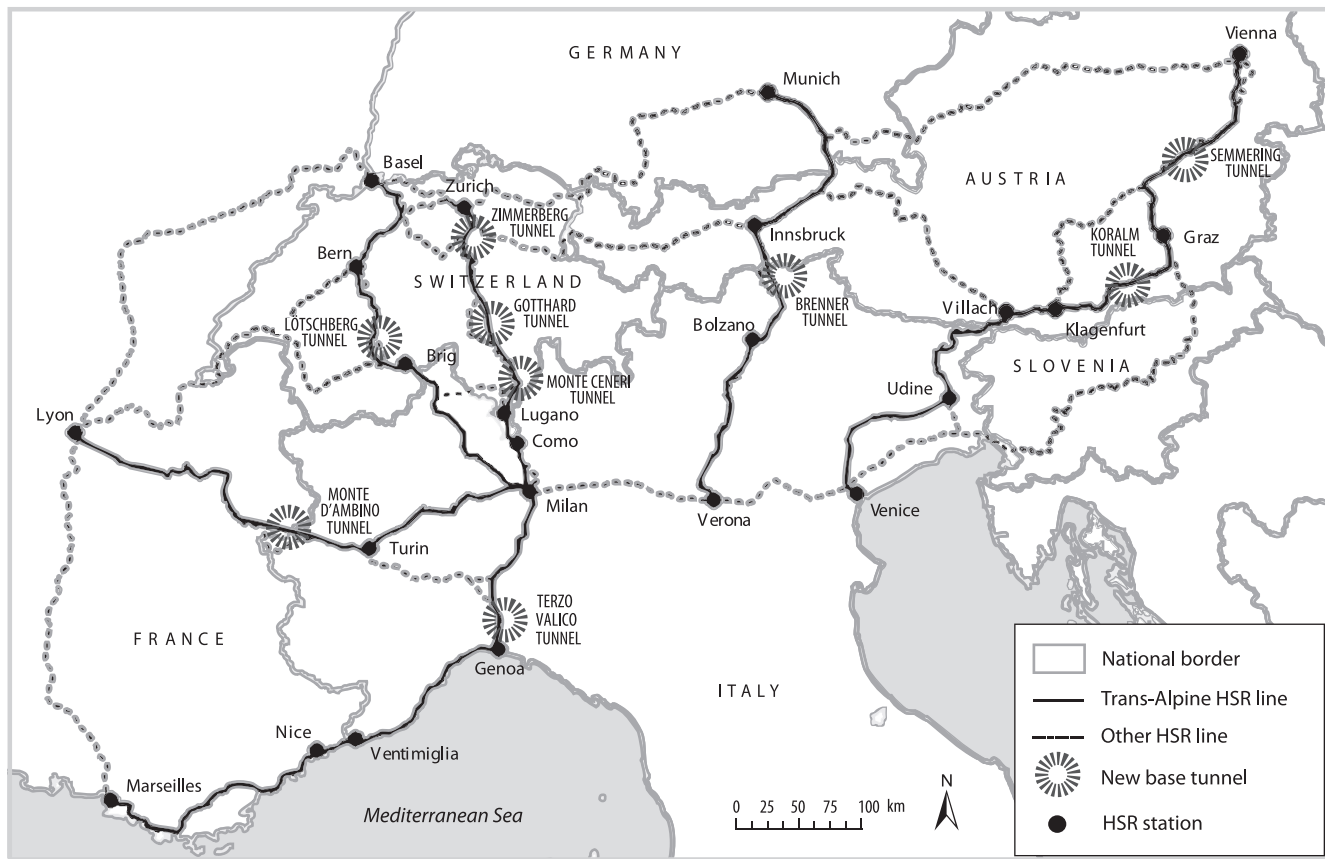 GERMANY
Vienna
Munich
Basel
Zurich
ZIMMERBERG
TUNNEL
SEMMERING
TUNNEL
AUSTRIA
Innsbruck
KORALM
TUNNEL
Graz
Bern
SWITZERLAND
GOTTHARD
TUNNEL
BRENNER
TUNNEL
LÖTSCHBERG
TUNNEL
Bolzano
Villach
Klagenfurt
Brig
MONTE CENERI
TUNNEL
SLOVENIA
Udine
Lyon
Lugano
Como
MONTE
D'AMBINO
TUNNEL
Milan
Verona
Venice
Turin
TERZO
VALICO
TUNNEL
FRANCE
Genoa
ITALY
Nice
Ventimiglia
Marseilles
Mediterranean Sea
0 25 50 75 100 km
N
National border
Trans-Alpine HSR line
Other HSR line
New base tunnel
HSR station